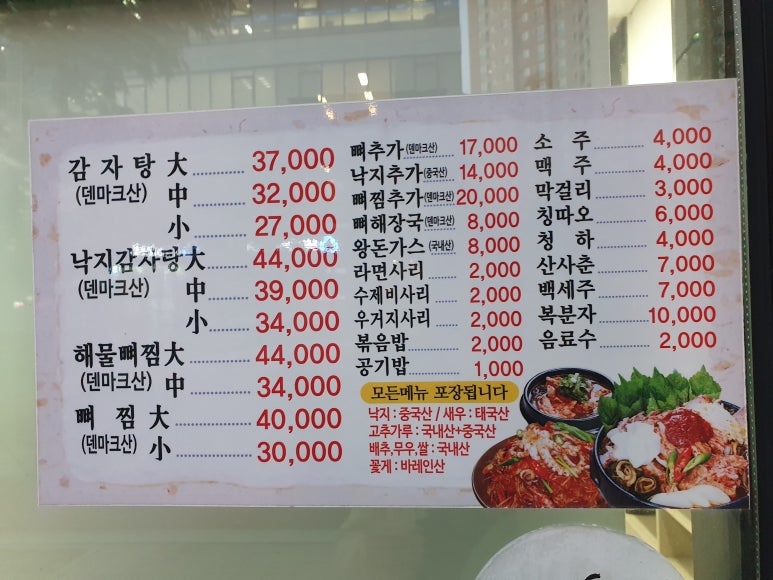 감자탕 大 37,000
(덴마크산) 中 32,000
小 27,000
낙지감자탕 大 44,000
(덴마크산) 中 39,000
小 34,000
해물뼈찜 大 44,000
(덴마크산) 中 34,000
뼈찜 大 40,000
(덴마크산) 小 30,000
뼈추가(덴마크산) 17,000
낙지추가(중국산) 14,000
뼈찜추가(덴마크산) 20,000
뼈해장국(덴마크산) 8,000
왕돈가스(국내산) 8,000
라면사리 2,000
수제비사리 2,000
우거지사리 2,000
볶음밥 2,000
공기밥 1,000
모든메뉴 포장됩니다
낙지 : 중국산 / 새우 : 태국산
고추가루 : 국내산+중국산
배추,무우,쌀 : 국내산
꽃게 : 바레인산
소주 4,000
맥주 4,000
막걸리 3,000
칭따오 6,000
청하 4,000
산사춘 7,000
백세주 7,000
복분자 10,000
음료수 2,000